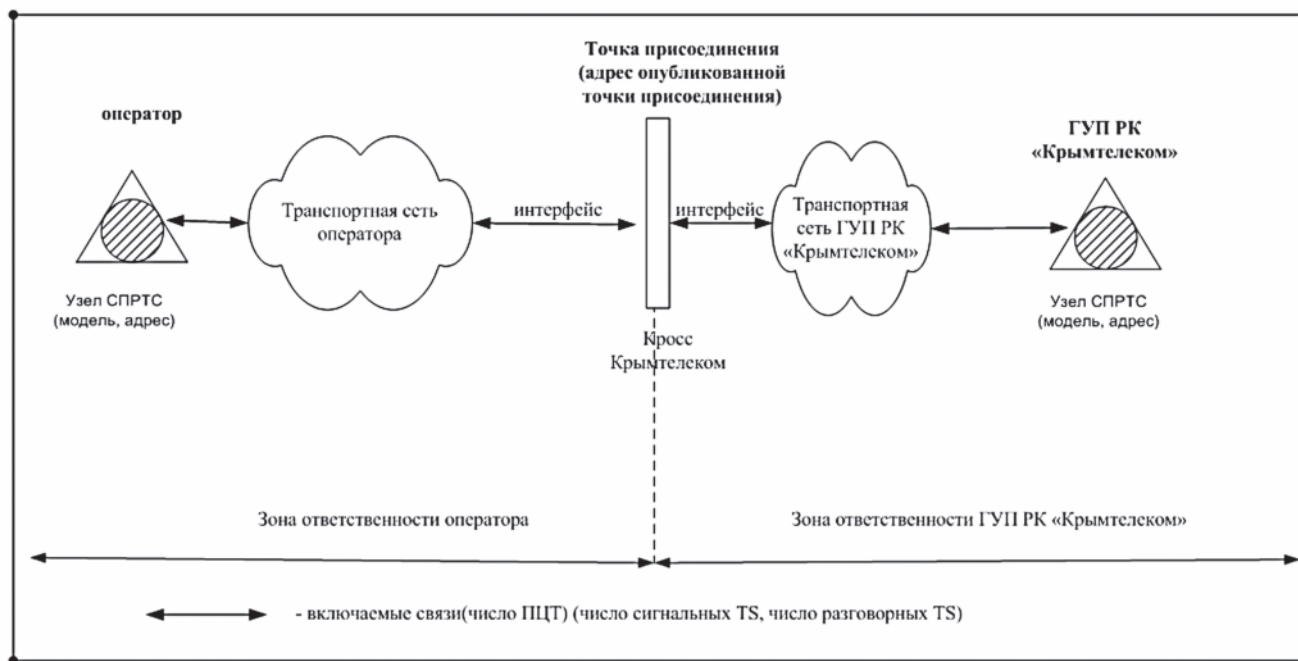 Точка присоединения
(адрес опубликованной
точки присоединения)
оператор
ГУП РК
«Крымтелеком»
Транспортная сеть
оператора
интерфейс
интерфейс
Транспортная
сеть ГУП РК
«Крымтелеком»
Узел СПРТС
(модель, адрес)
Узел СПРТС
(модель, адрес)
Кросс
Крымтелеком
Зона ответственности оператора
Зона ответственности ГУП РК «Крымтелеком»
- включаемые связи(число ПЦТ) (число сигнальных TS, число разговорных TS)